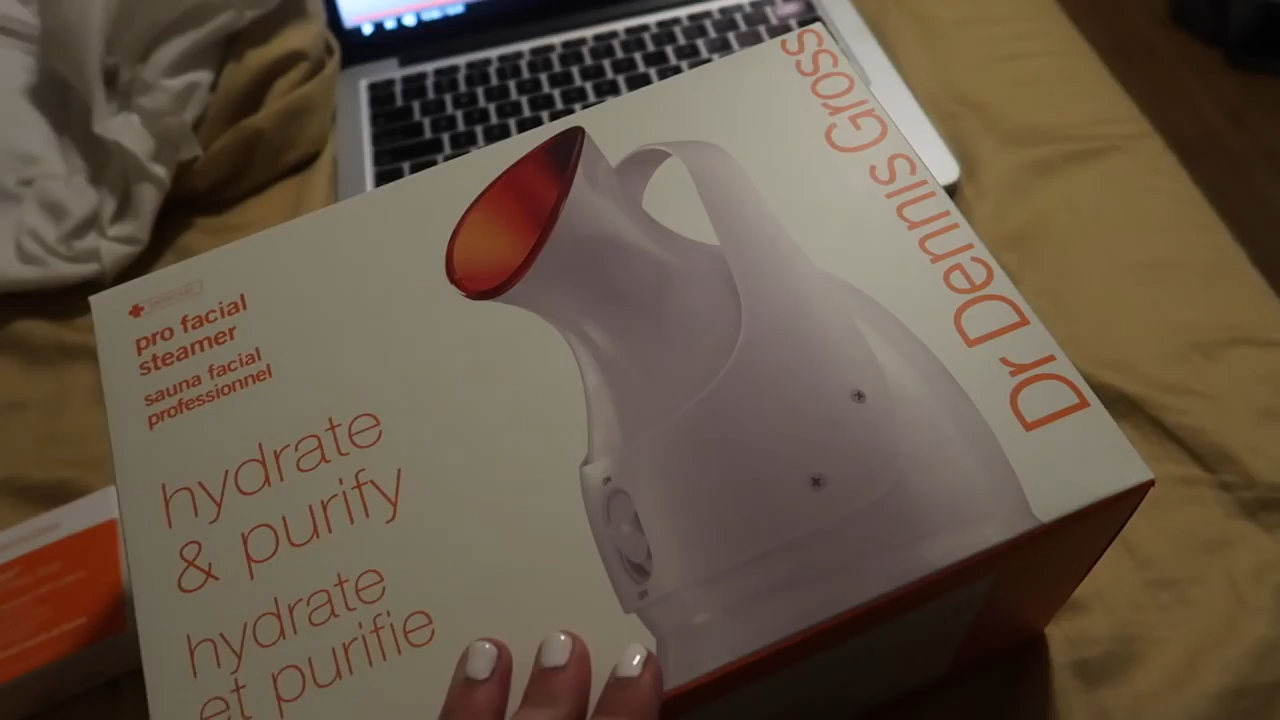 pro facial
steamer
sauna facial
professionnel
hydrate
& purify
hydrate
et purifie
Dr Dennis Gross